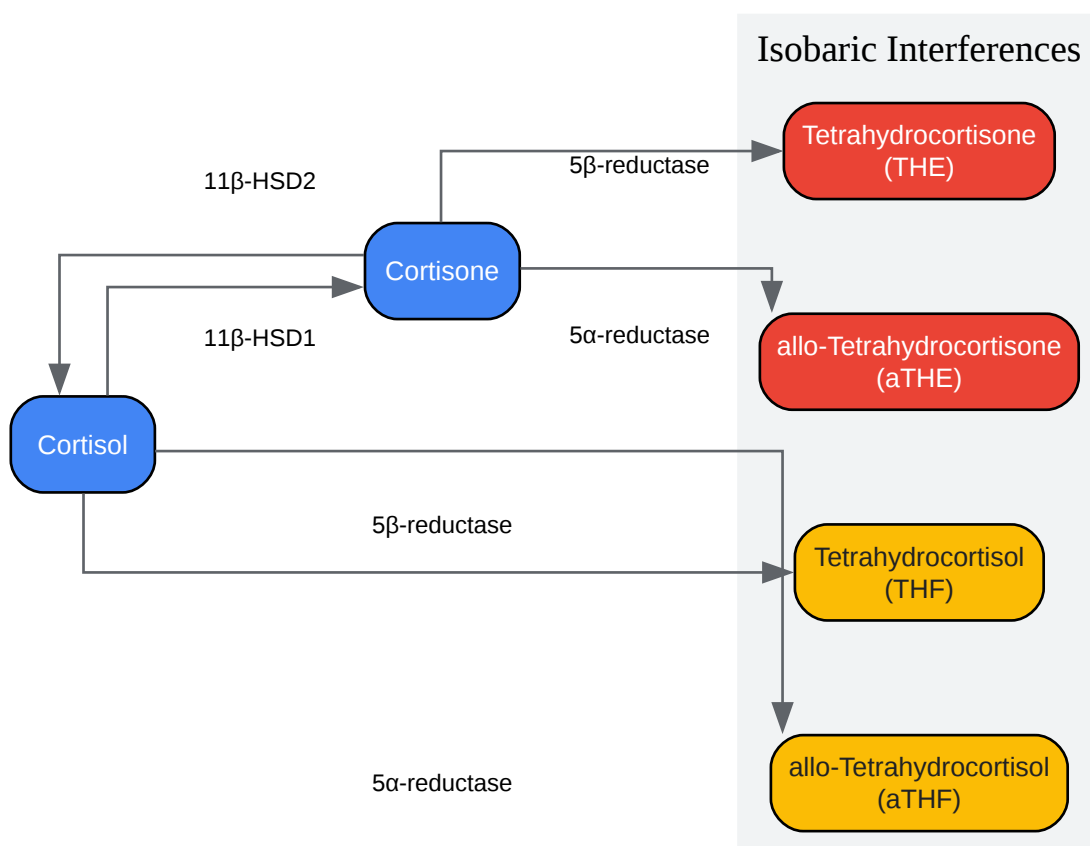 Isobaric Interferences
Tetrahydrocortisone
(THE)
5β-reductase
11β-HSD2
Cortisone
11β-HSD1
5α-reductase
allo-Tetrahydrocortisone
(aTHE)
Cortisol
5β-reductase
Tetrahydrocortisol
(THF)
5α-reductase
allo-Tetrahydrocortisol
(aTHF)